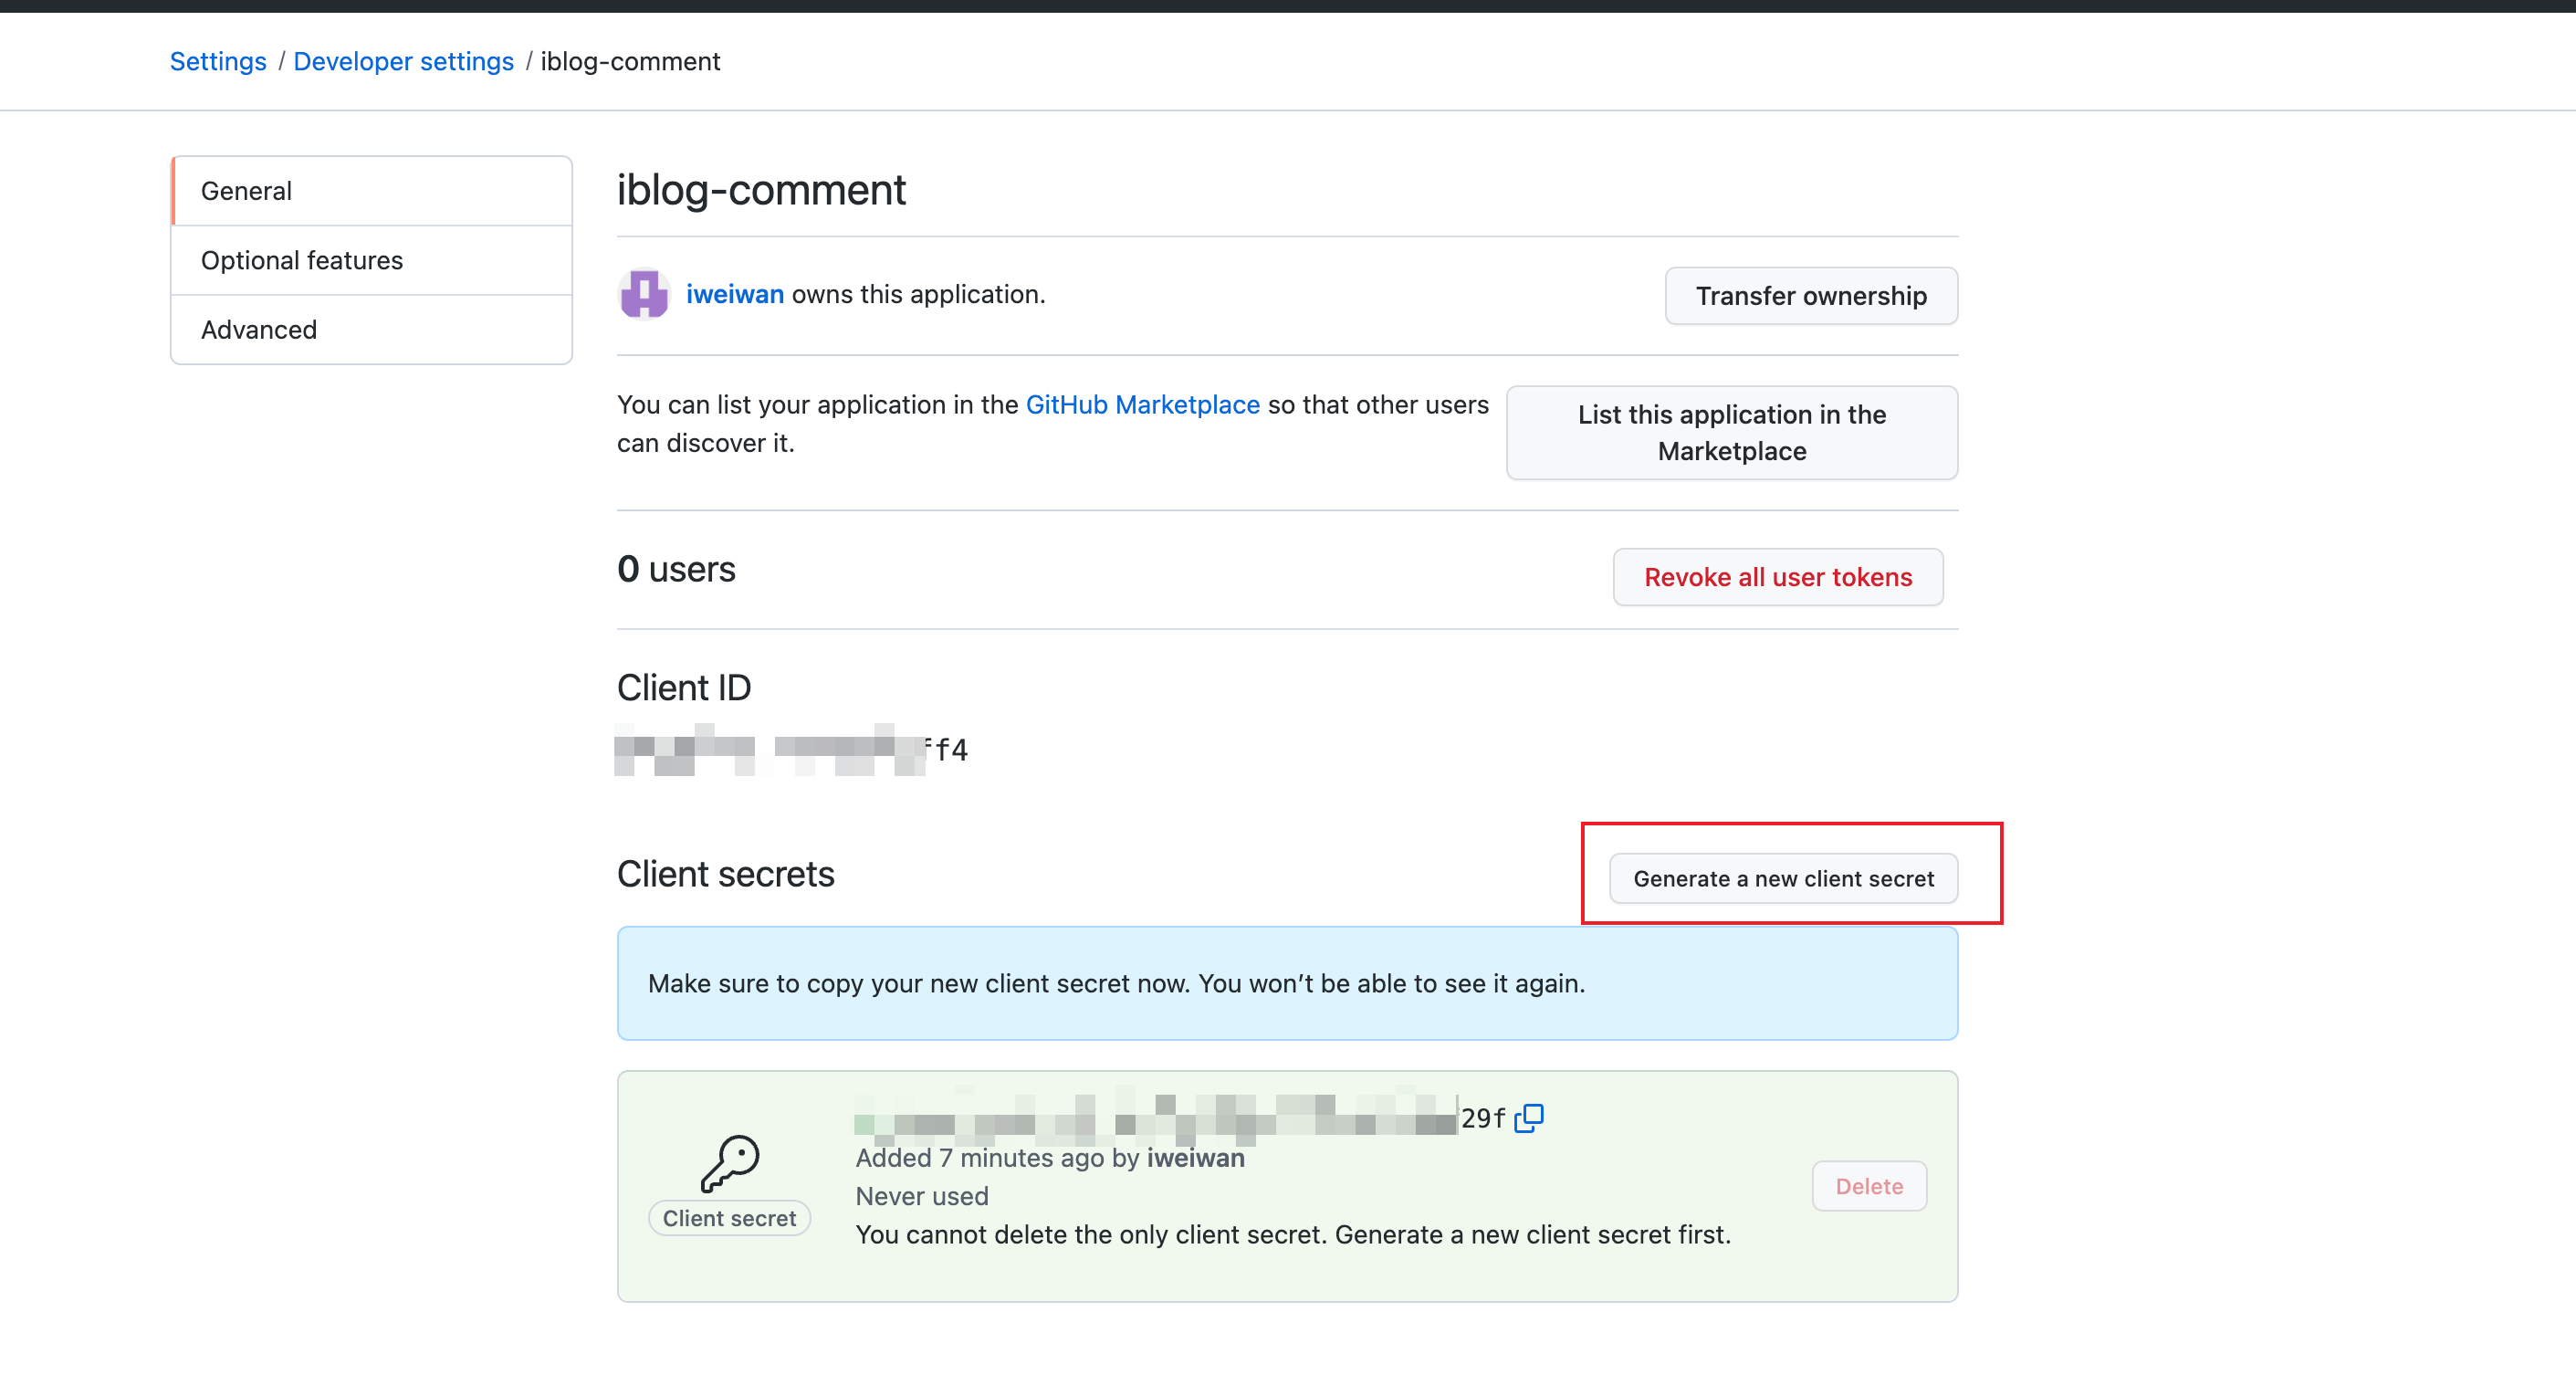 Settings / Developer settings / iblog-comment
General
Optional features
Advanced
iblog-comment
iweiwan owns this application.
Transfer ownership
You can list your application in the GitHub Marketplace so that other users
can discover it.
List this application in the
Marketplace
0 users
Revoke all user tokens
Client ID
ff4
Client secrets
Generate a new client secret
Make sure to copy your new client secret now. You won’t be able to see it again.
29f
Added 7 minutes ago by iweiwan
Never used
You cannot delete the only client secret. Generate a new client secret first.
Client secret
Delete